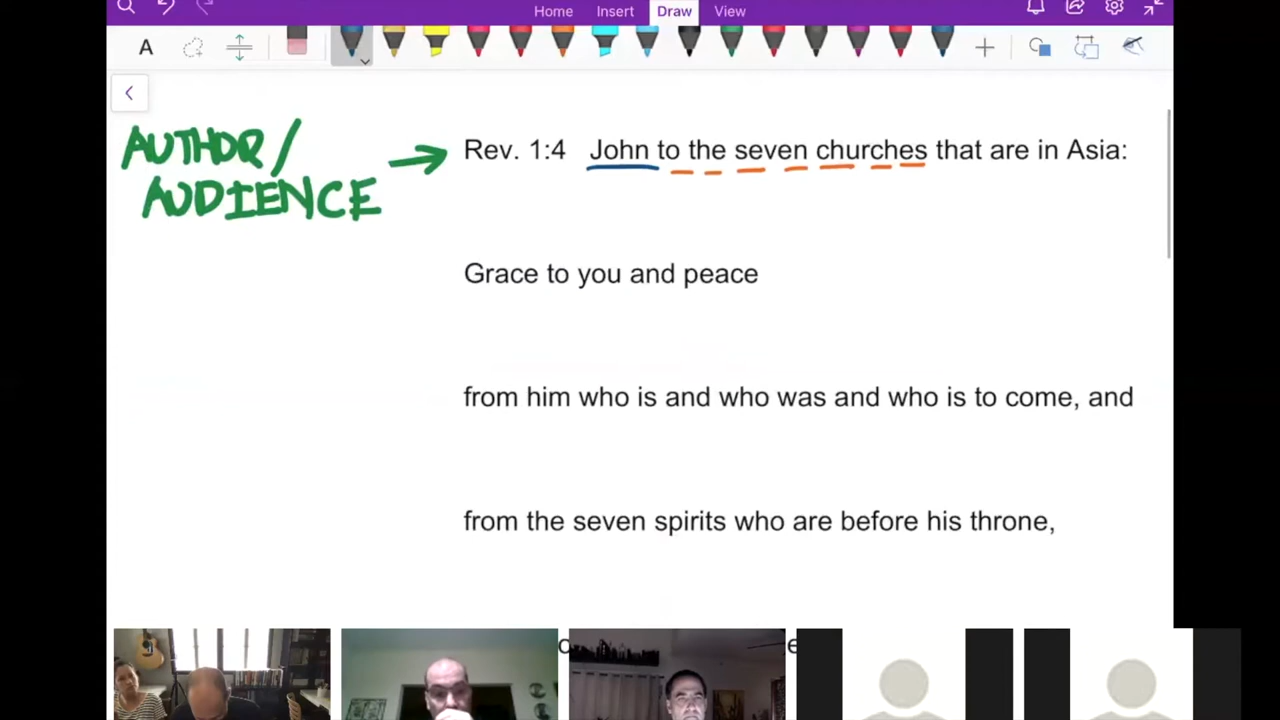 Home Insert Draw View
A
AUTHOR/
AUDIENCE
Rev. 1:4 John to the seven churches that are in Asia:
Grace to you and peace
from him who is and who was and who is to come, and
from the seven spirits who are before his throne,